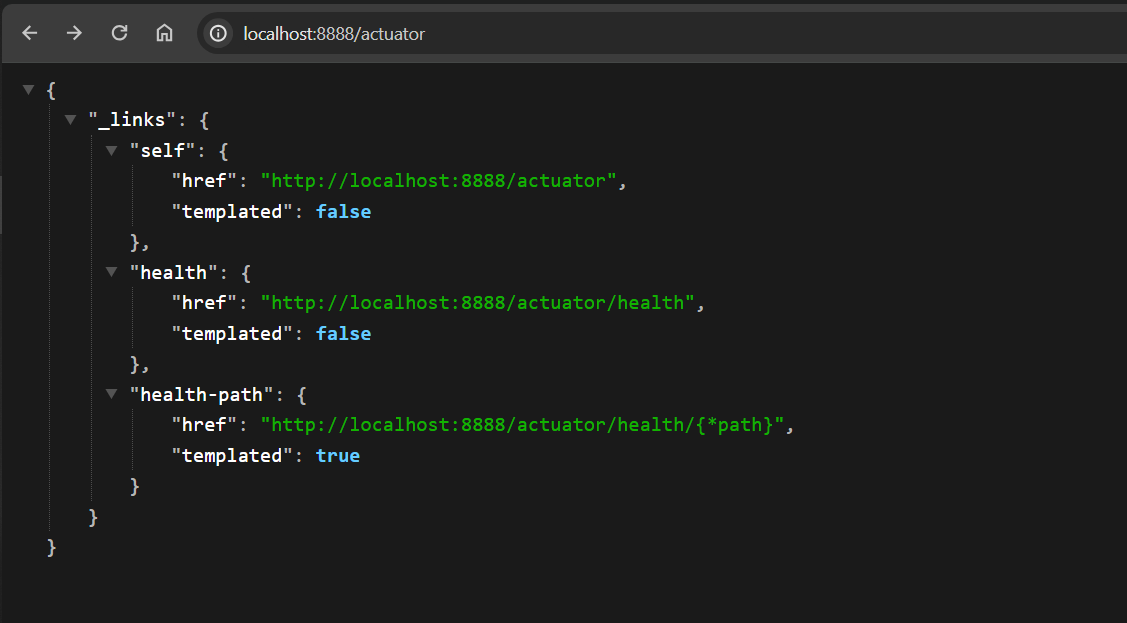 localhost:8888/actuator
{
"_links": {
"self": {
"href": "http://localhost:8888/actuator",
"templated": false
},
"health": {
"href": "http://localhost:8888/actuator/health",
"templated": false
},
"health-path": {
"href": "http://localhost:8888/actuator/health/{*path}",
"templated": true
}
}
}